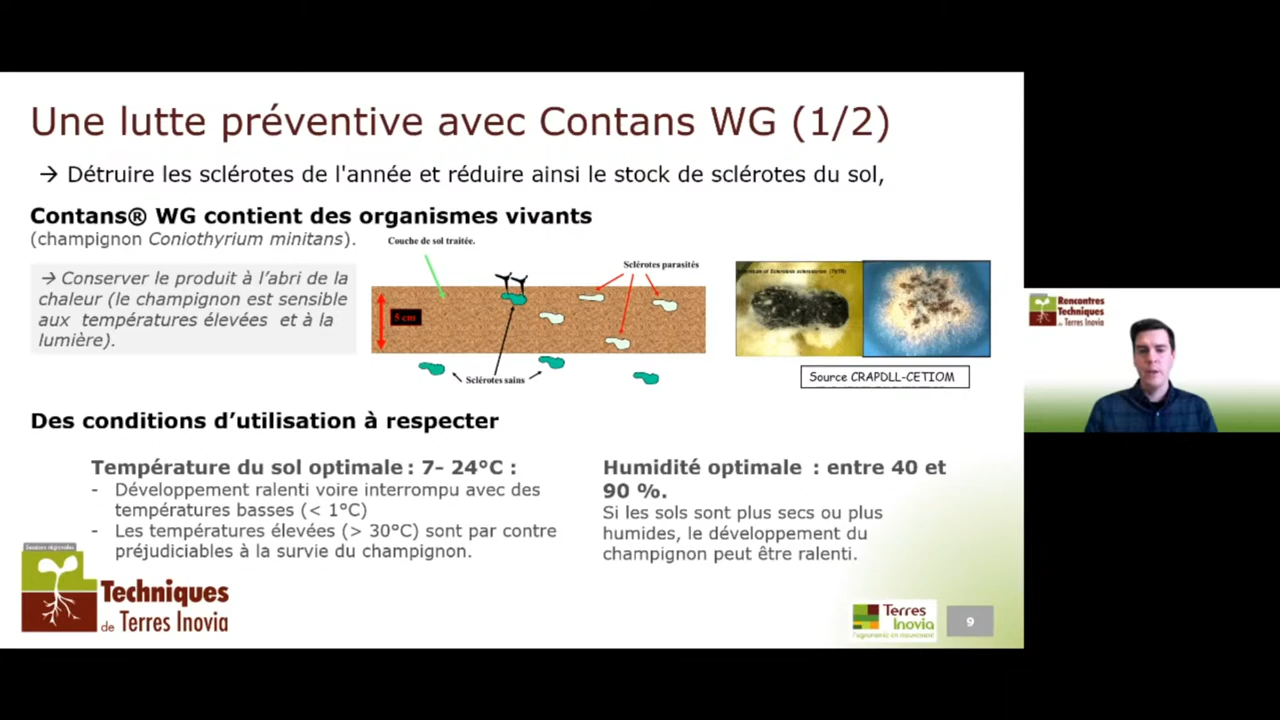 Une lutte préventive avec Contans WG (1/2)
→ Détruire les sclérotes de l'année et réduire ainsi le stock de sclérotes du sol,
Contans® WG contient des organismes vivants
(champignon Coniothyrium minitans).
→ Conserver le produit à l’abri de la
chaleur (le champignon est sensible
aux températures élevées et à la
lumière).
Couche de sol traitée.
Sclérotes parasités
5 cm
Sclérotes sains
Source CRAPDLL-CETIOM
Des conditions d’utilisation à respecter
Température du sol optimale : 7- 24°C :
- Développement ralenti voire interrompu avec des
températures basses (< 1°C)
- Les températures élevées (> 30°C) sont par contre
préjudiciables à la survie du champignon.
Humidité optimale : entre 40 et
90 %.
Si les sols sont plus secs ou plus
humides, le développement du
champignon peut être ralenti.
Sessions régionales
Techniques
de Terres Inovia
Terres
Inovia
l'agronomie en mouvement
9
Rencontres
Techniques
de Terres Inovia